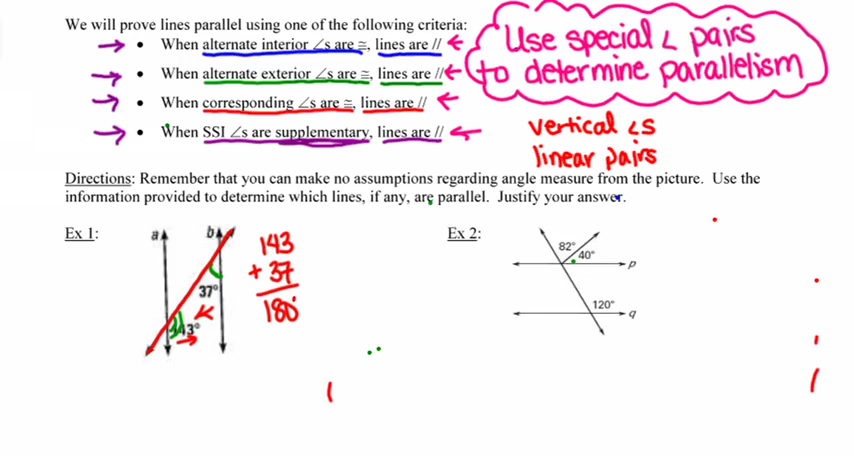 We will prove lines parallel using one of the following criteria:
• When alternate interior ∠s are ≅, lines are //
• When alternate exterior ∠s are ≅, lines are //
• When corresponding ∠s are ≅, lines are //
• When SSI ∠s are supplementary, lines are //
Use special ∠ pairs
to determine parallelism
vertical ∠s
linear pairs
Directions: Remember that you can make no assumptions regarding angle measure from the picture. Use the
information provided to determine which lines, if any, are parallel. Justify your answer.
Ex 1:
a
b
37°
143°
143
+ 37
180°
Ex 2:
82°
40°
p
120°
q